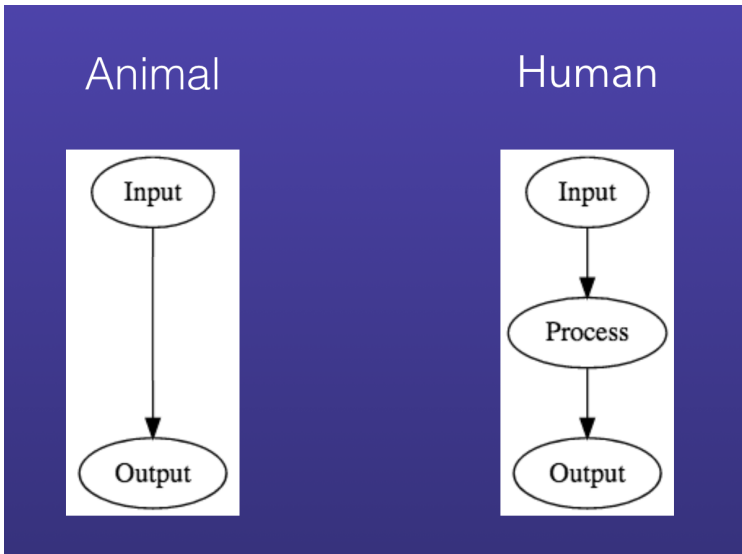 Animal
Human
Input
Output
Input
Process
Output